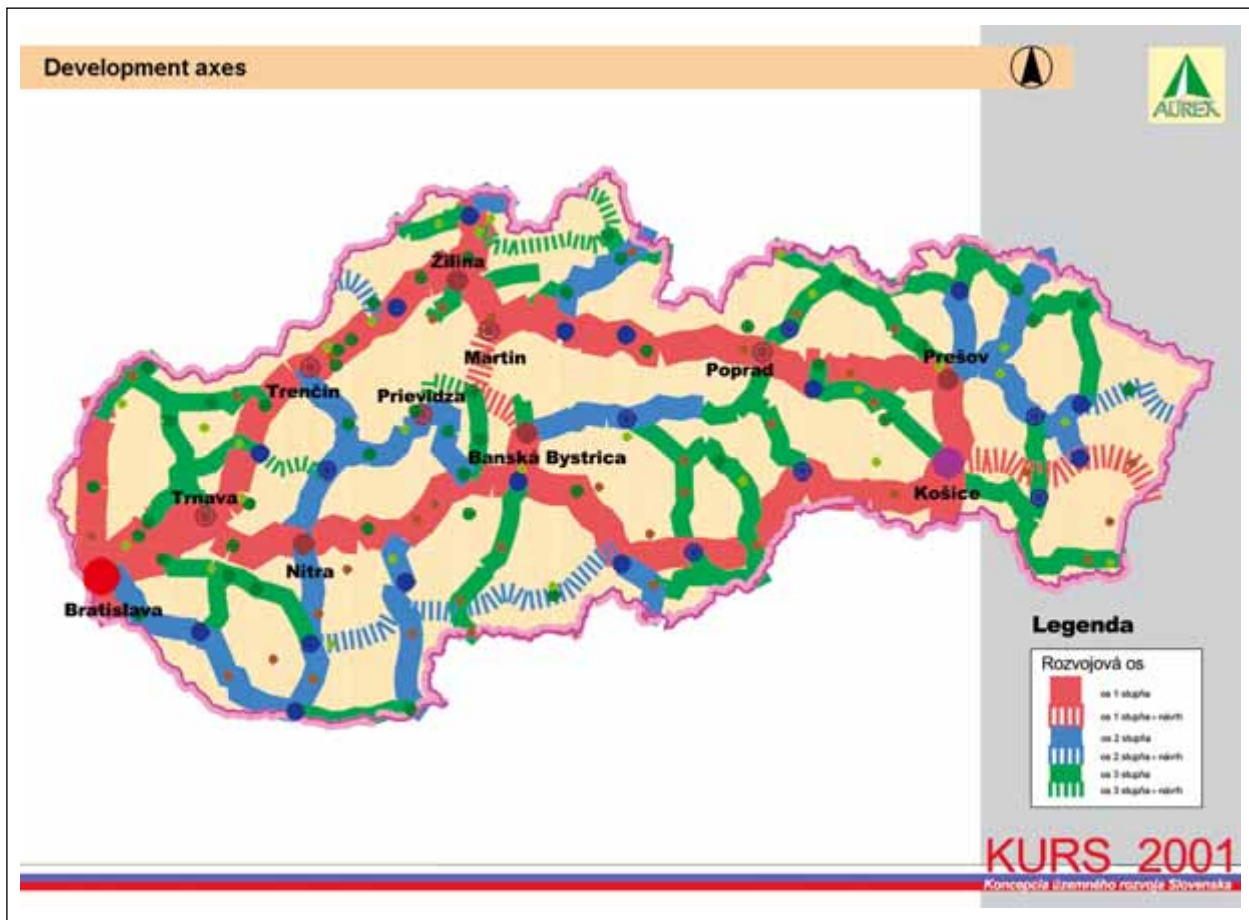 Development axes
AUREX
Žilina
Martin
Poprad
Prešov
Trenčín
Prievidza
Banská Bystrica
Košice
Trnava
Nitra
Bratislava
Legenda
Rozvojová os
os 1 stupňa
os 1 stupňa - návrh
os 2 stupňa
os 2 stupňa - návrh
os 3 stupňa
os 3 stupňa - návrh
KURS 2001
Koncepcia územného rozvoja Slovenska